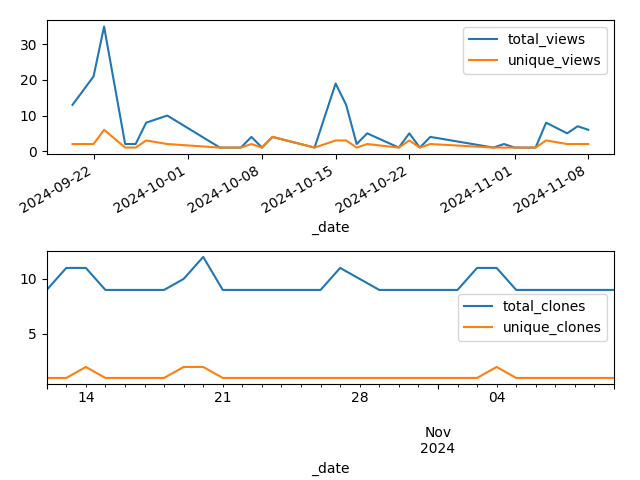 30
20
10
0
total_views
unique_views
2024-09-22
2024-10-01
2024-10-08
2024-10-15
2024-10-22
2024-11-01
2024-11-08
_date
10
5
total_clones
unique_clones
14
21
28
04
Nov
2024
_date